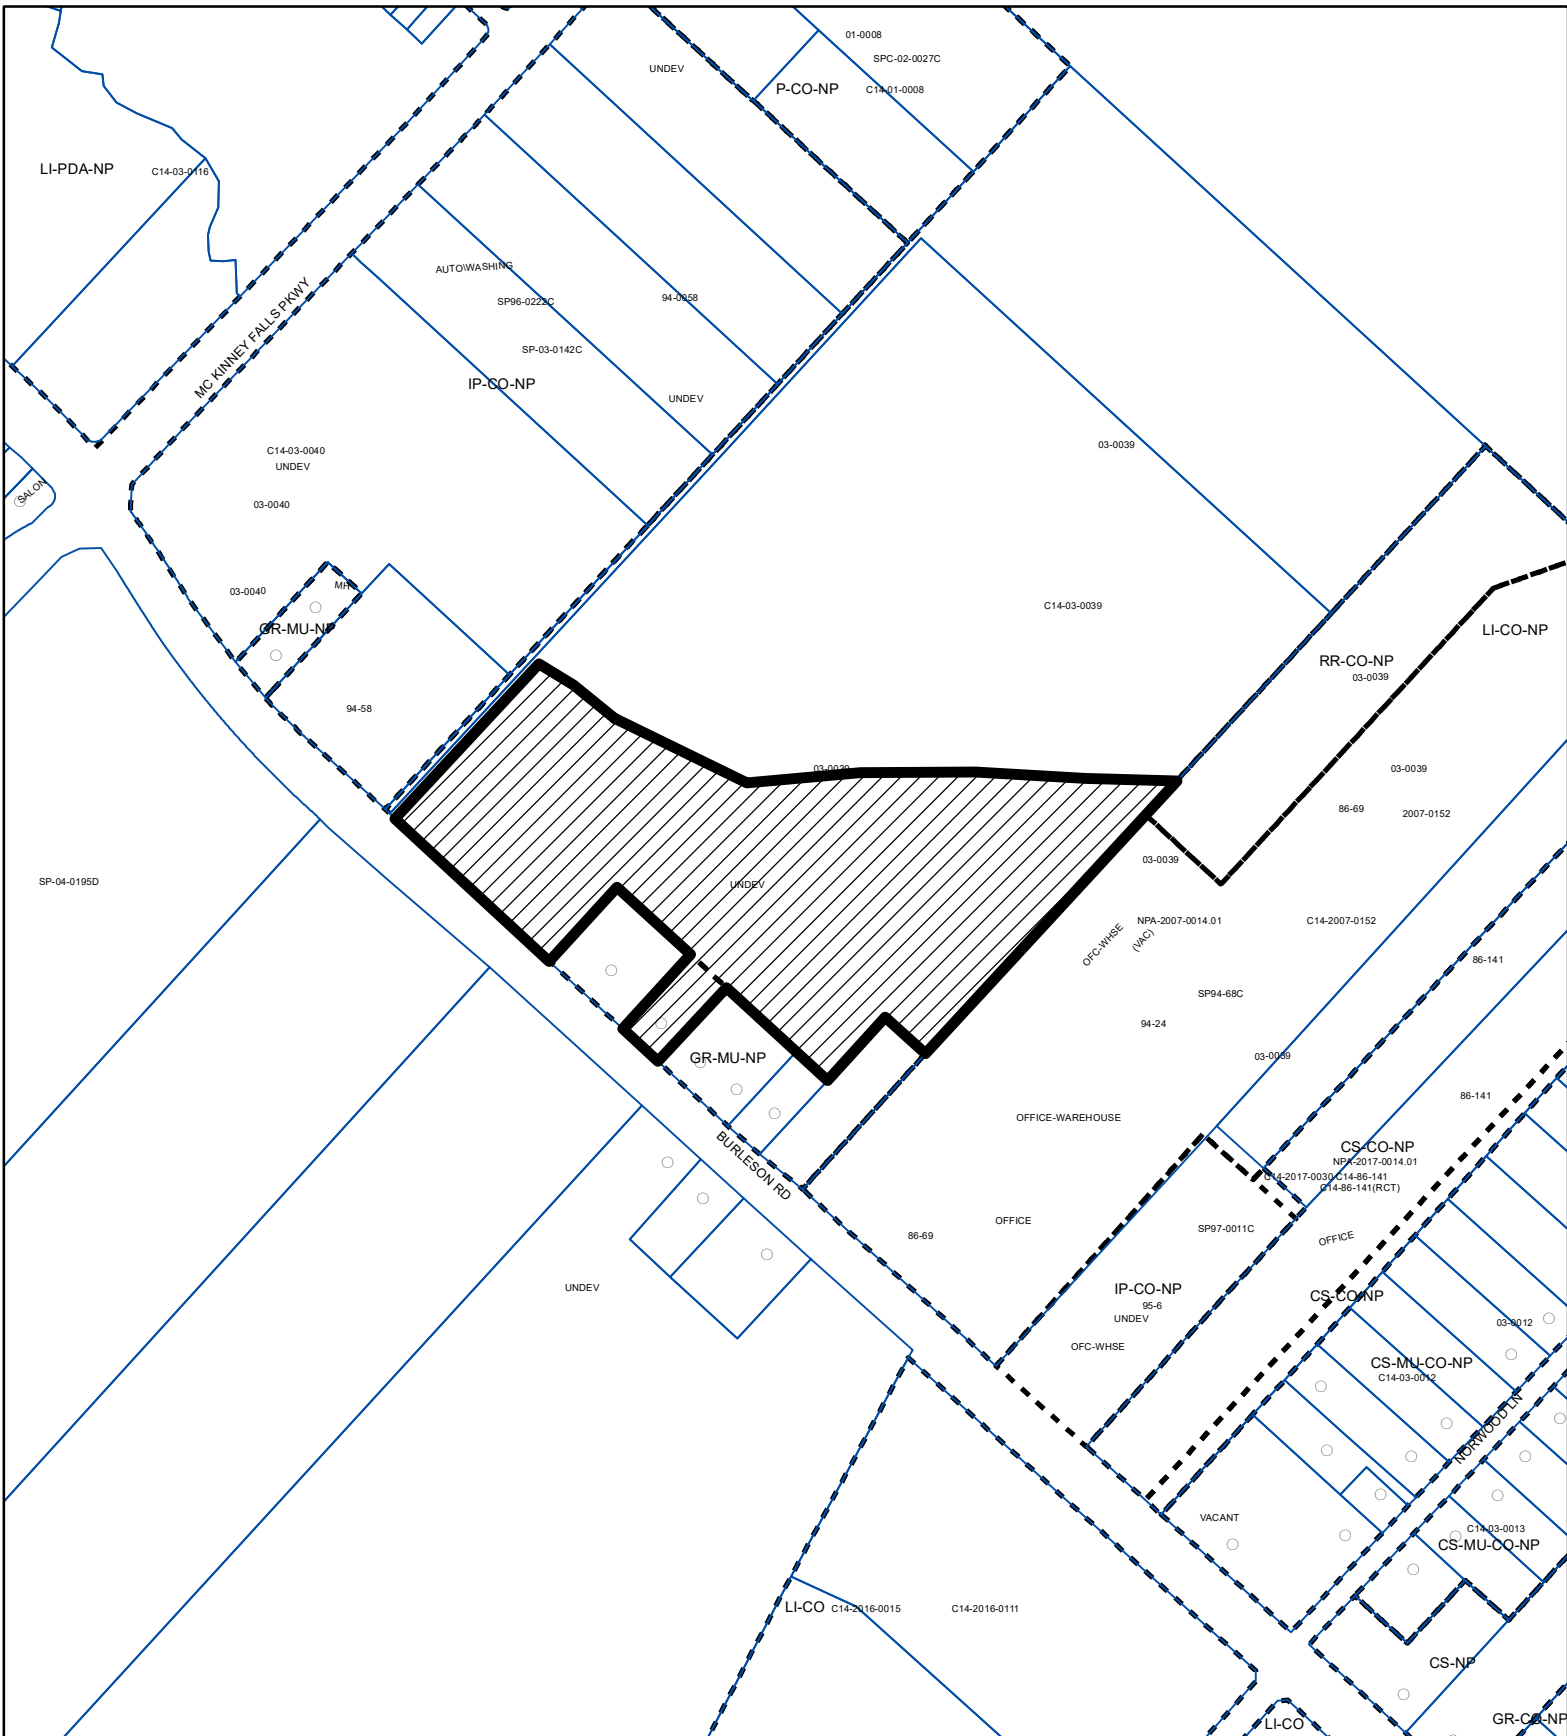 01-0008
SPC-02-0027C
UNDEV
P-CO-NP
C14-01-0008
LI-PDA-NP
C14-03-0116
AUTO\WASHING
SP96-0222C
94-0058
MC KINNEY FALLS PKWY
SP-03-0142C
IP-CO-NP
UNDEV
C14-03-0040
UNDEV
03-0039
SALON
03-0040
MH
03-0040
C14-03-0039
GR-MU-NP
LI-CO-NP
RR-CO-NP
03-0039
94-58
03-0039
03-0039
86-69
2007-0152
03-0039
SP-04-0195D
UNDEV
NPA-2007-0014.01
C14-2007-0152
OFC-WHSE
(VAC)
86-141
SP94-68C
94-24
03-0039
GR-MU-NP
86-141
OFFICE-WAREHOUSE
BURLESON RD
CS-CO-NP
NPA-2017-0014.01
C14-2017-0030
C14-86-141
C14-86-141(RCT)
OFFICE
86-69
SP97-0011C
OFFICE
UNDEV
IP-CO-NP
95-6
UNDEV
CS-CO-NP
03-0012
OFC-WHSE
CS-MU-CO-NP
C14-03-0012
NORWOOD LN
VACANT
C14-03-0013
CS-MU-CO-NP
LI-CO
C14-2016-0015
C14-2016-0111
CS-NP
LI-CO
GR-CO-NP